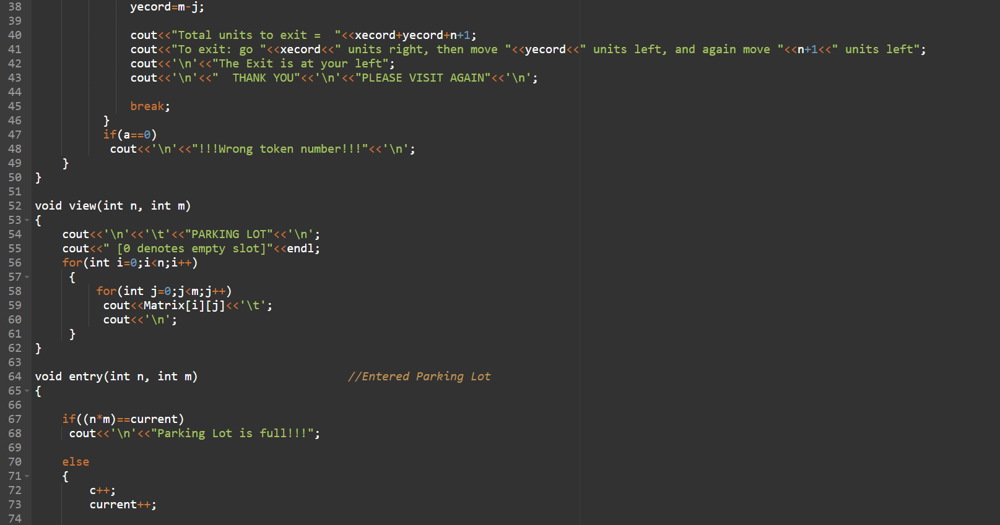 38 yecord=m-j;
39
40 cout<<"Total units to exit =  "<<xecord+yecord+n+1;
41 cout<<"To exit: go "<<xecord<<" units right, then move "<<yecord<<" units left, and again move "<<n+1<<" units left";
42 cout<<'\n'<<"The Exit is at your left";
43 cout<<'\n'<<"  THANK YOU"<<'\n'<<"PLEASE VISIT AGAIN"<<'\n';
44
45 break;
46 }
47 if(a==0)
48 cout<<'\n'<<"!!!Wrong token number!!!"<<'\n';
49 }
50 }
51
52 void view(int n, int m)
53 {
54 cout<<'\n'<<'\t'<<"PARKING LOT"<<'\n';
55 cout<<" [0 denotes empty slot]"<<endl;
56 for(int i=0;i<n;i++)
57 {
58 for(int j=0;j<m;j++)
59 cout<<Matrix[i][j]<<'\t';
60 cout<<'\n';
61 }
62 }
63
64 void entry(int n, int m) //Entered Parking Lot
65 {
66
67 if((n*m)==current)
68 cout<<'\n'<<"Parking Lot is full!!!";
69
70 else
71 {
72 c++;
73 current++;
74